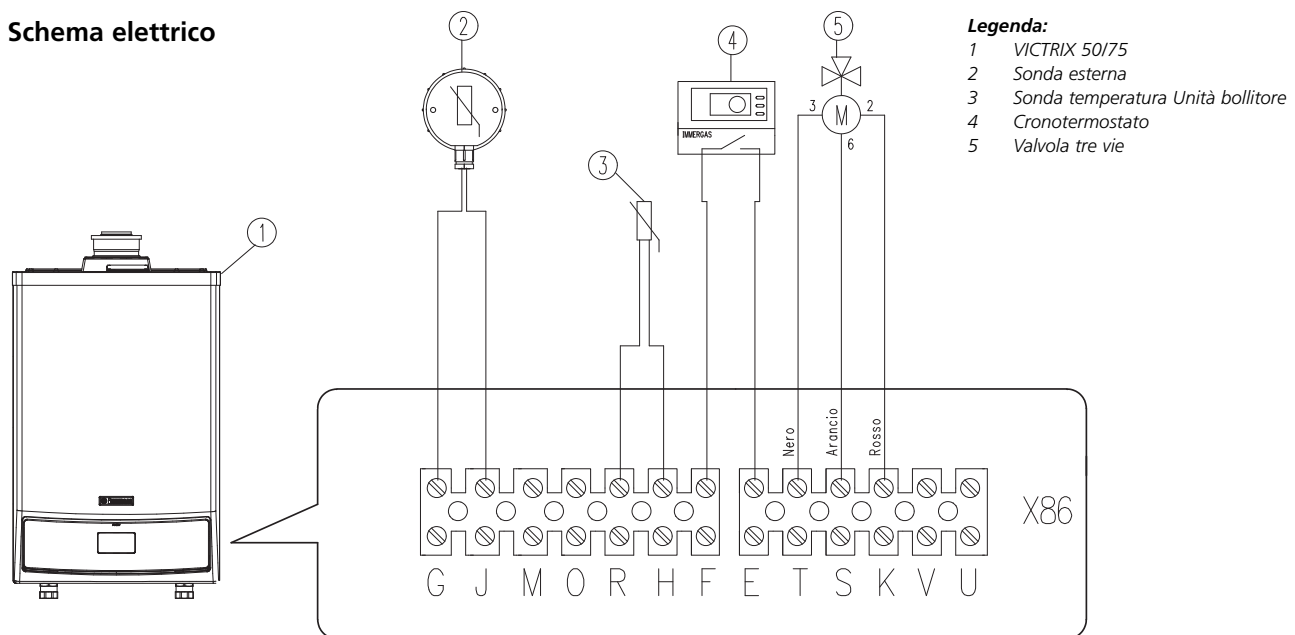 Schema elettrico
Legenda:
1 VICTRIX 50/75
2 Sonda esterna
3 Sonda temperatura Unità bollitore
4 Cronotermostato
5 Valvola tre vie
2
4
5
3 M 2
6
IMMERGAS
3
1
Nero
Arancio
Rosso
X86
G J M O R H F E T S K V U